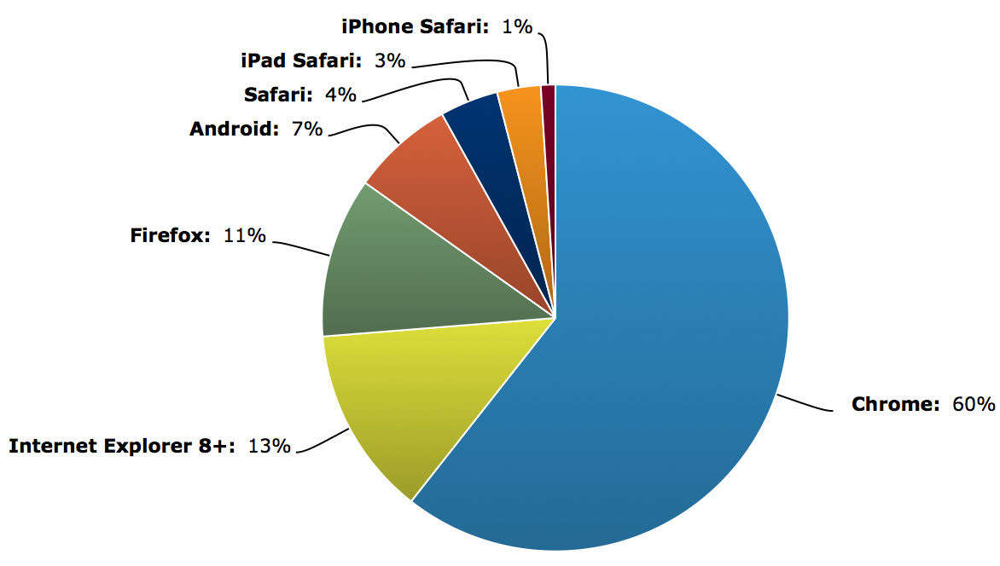 iPhone Safari: 1%
iPad Safari: 3%
Safari: 4%
Android: 7%
Firefox: 11%
Chrome: 60%
Internet Explorer 8+: 13%